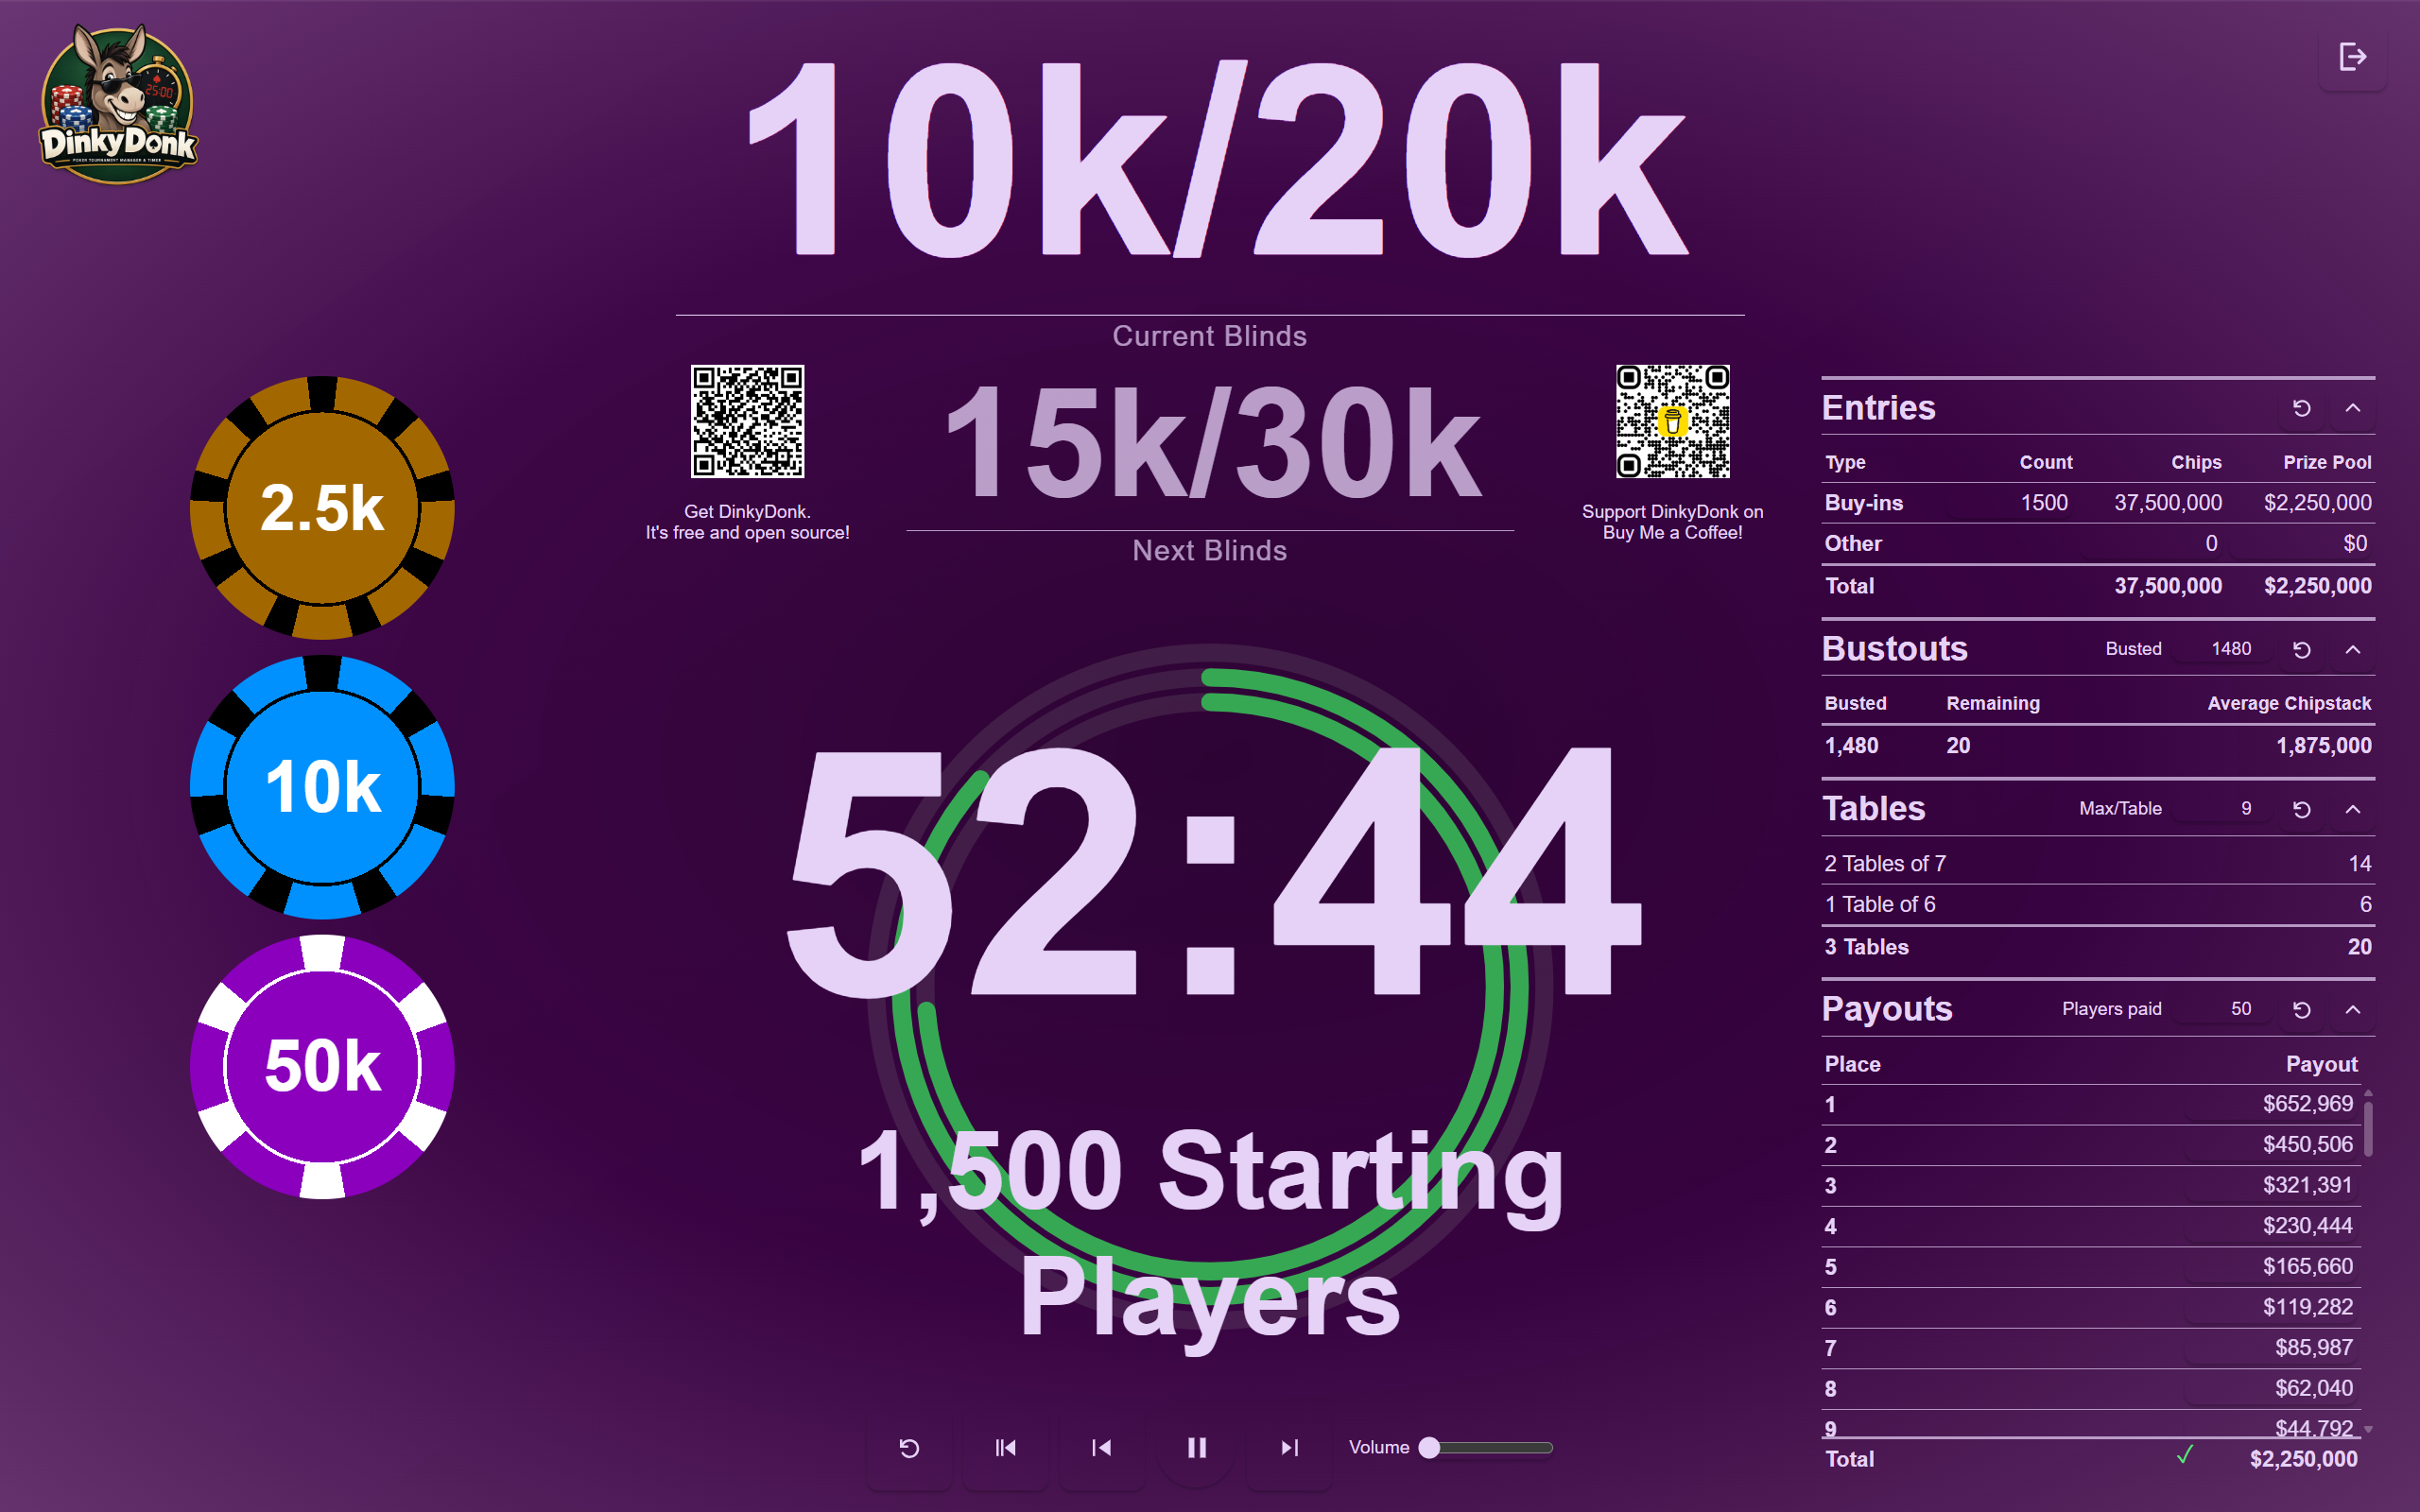 25:00
DinkyDonk
POKER TOURNAMENT MANAGER & TIMER
10k/20k
Current Blinds
15k/30k
Next Blinds
Get DinkyDonk.
It's free and open source!
Support DinkyDonk on
Buy Me a Coffee!
2.5k
10k
50k
52:44
1,500 Starting
Players
Volume
Entries
Type Count Chips Prize Pool
Buy-ins 1500 37,500,000 $2,250,000
Other 0 $0
Total 37,500,000 $2,250,000
Bustouts Busted 1480
Busted Remaining Average Chipstack
1,480 20 1,875,000
Tables Max/Table 9
2 Tables of 7 14
1 Table of 6 6
3 Tables 20
Payouts Players paid 50
Place Payout
1 $652,969
2 $450,506
3 $321,391
4 $230,444
5 $165,660
6 $119,282
7 $85,987
8 $62,040
9 $44,792
Total ✓ $2,250,000